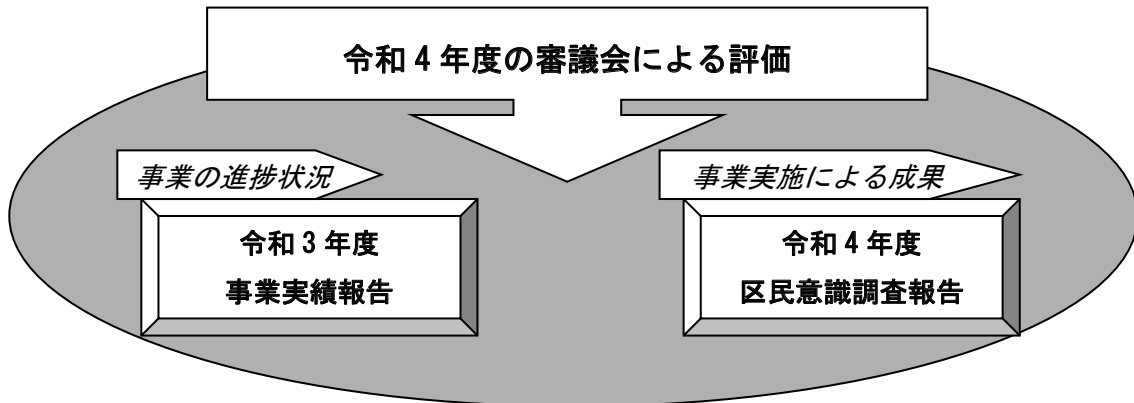 令和４年度の審議会による評価
事業の進捗状況
事業実施による成果
令和３年度
事業実績報告
令和４年度
区民意識調査報告